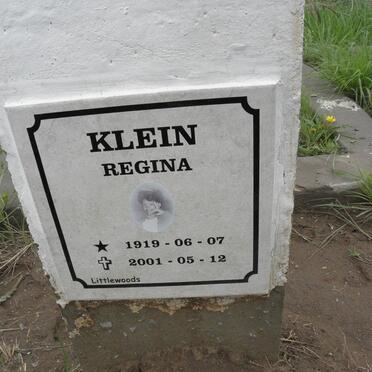 KLEIN
REGINA
1919 - 06 - 07
2001 - 05 - 12
Littlewoods